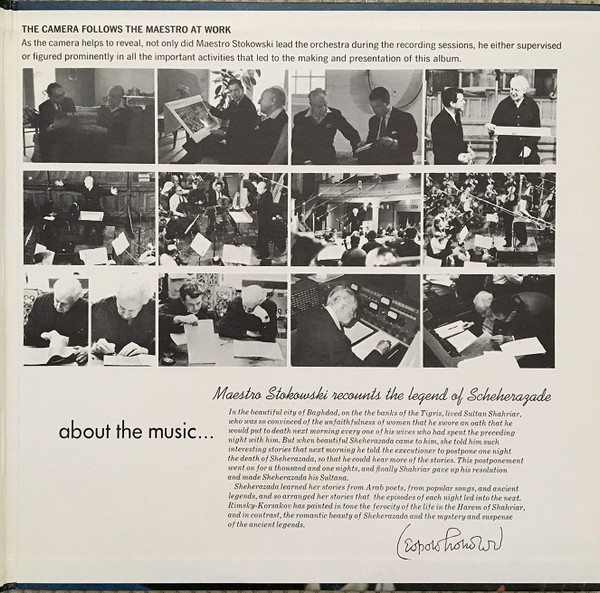 THE CAMERA FOLLOWS THE MAESTRO AT WORK
As the camera helps to reveal, not only did Maestro Stokowski lead the orchestra during the recording sessions, he either supervised
or figured prominently in all the important activities that led to the making and presentation of this album.
Maestro Stokowski recounts the legend of Scheherazade
about the music...
In the beautiful city of Baghdad, on the the banks of the Tigris, lived Sultan Shahriar,
who was so convinced of the unfaithfulness of women that he swore an oath that he
would put to death next morning every one of his wives who had spent the preceding
night with him. But when beautiful Sheherazada came to him, she told him such
interesting stories that next morning he told the executioner to postpone one night
the death of Sheherazada, so that he could hear more of the stories. This postponement
went on for a thousand and one nights, and finally Shahriar gave up his resolution
and made Sheherazada his Sultana.
Sheherazada learned her stories from Arab poets, from popular songs, and ancient
legends, and so arranged her stories that the episodes of each night led into the next.
Rimsky-Korsakov has painted in tone the ferocity of the life in the Harem of Shahriar,
and in contrast, the romantic beauty of Sheherazada and the mystery and suspense
of the ancient legends.